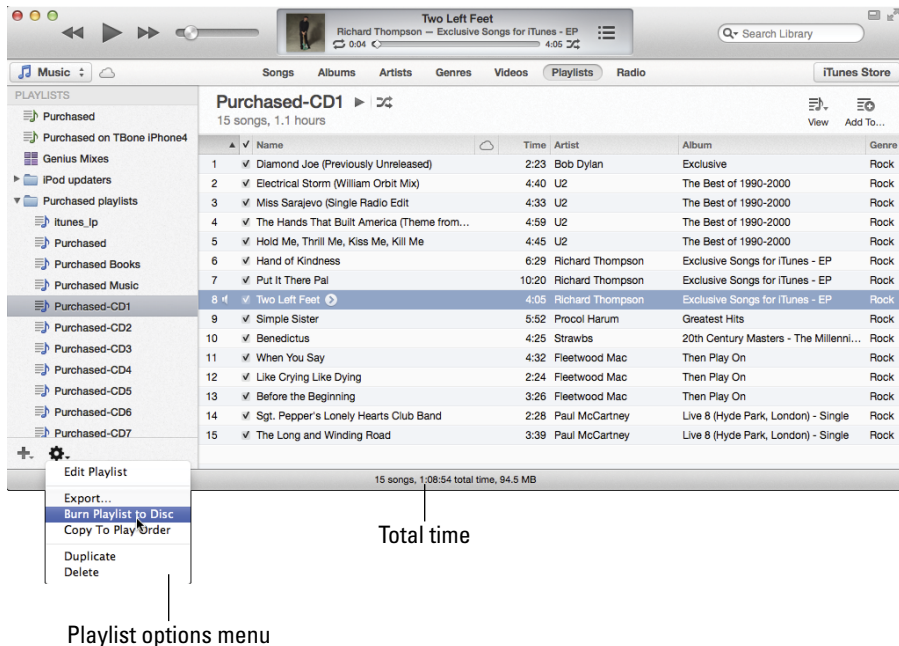 Two Left Feet
Richard Thompson — Exclusive Songs for iTunes - EP
0:04 4:05
Search Library
Music Songs Albums Artists Genres Videos Playlists Radio iTunes Store
PLAYLISTS
Purchased
Purchased on TBone iPhone4
Genius Mixes
iPod updaters
Purchased playlists
itunes_lp
Purchased
Purchased Books
Purchased Music
Purchased-CD1
Purchased-CD2
Purchased-CD3
Purchased-CD4
Purchased-CD5
Purchased-CD6
Purchased-CD7
Purchased-CD1
15 songs, 1.1 hours
View Add To...
Name Time Artist Album Genre
1 Diamond Joe (Previously Unreleased) 2:23 Bob Dylan Exclusive Rock
2 Electrical Storm (William Orbit Mix) 4:40 U2 The Best of 1990-2000 Rock
3 Miss Sarajevo (Single Radio Edit 4:33 U2 The Best of 1990-2000 Rock
4 The Hands That Built America (Theme from... 4:59 U2 The Best of 1990-2000 Rock
5 Hold Me, Thrill Me, Kiss Me, Kill Me 4:45 U2 The Best of 1990-2000 Rock
6 Hand of Kindness 6:29 Richard Thompson Exclusive Songs for iTunes - EP Rock
7 Put It There Pal 10:20 Richard Thompson Exclusive Songs for iTunes - EP Rock
8 Two Left Feet 4:05 Richard Thompson Exclusive Songs for iTunes - EP Rock
9 Simple Sister 5:52 Procol Harum Greatest Hits Rock
10 Benedictus 4:25 Strawbs 20th Century Masters - The Millenni... Rock
11 When You Say 4:32 Fleetwood Mac Then Play On Rock
12 Like Crying Like Dying 2:24 Fleetwood Mac Then Play On Rock
13 Before the Beginning 3:26 Fleetwood Mac Then Play On Rock
14 Sgt. Pepper's Lonely Hearts Club Band 2:28 Paul McCartney Live 8 (Hyde Park, London) - Single Rock
15 The Long and Winding Road 3:39 Paul McCartney Live 8 (Hyde Park, London) - Single Rock
15 songs, 1:08:54 total time, 94.5 MB
Edit Playlist
Export...
Burn Playlist to Disc
Copy To Play Order
Duplicate
Delete
Total time
Playlist options menu